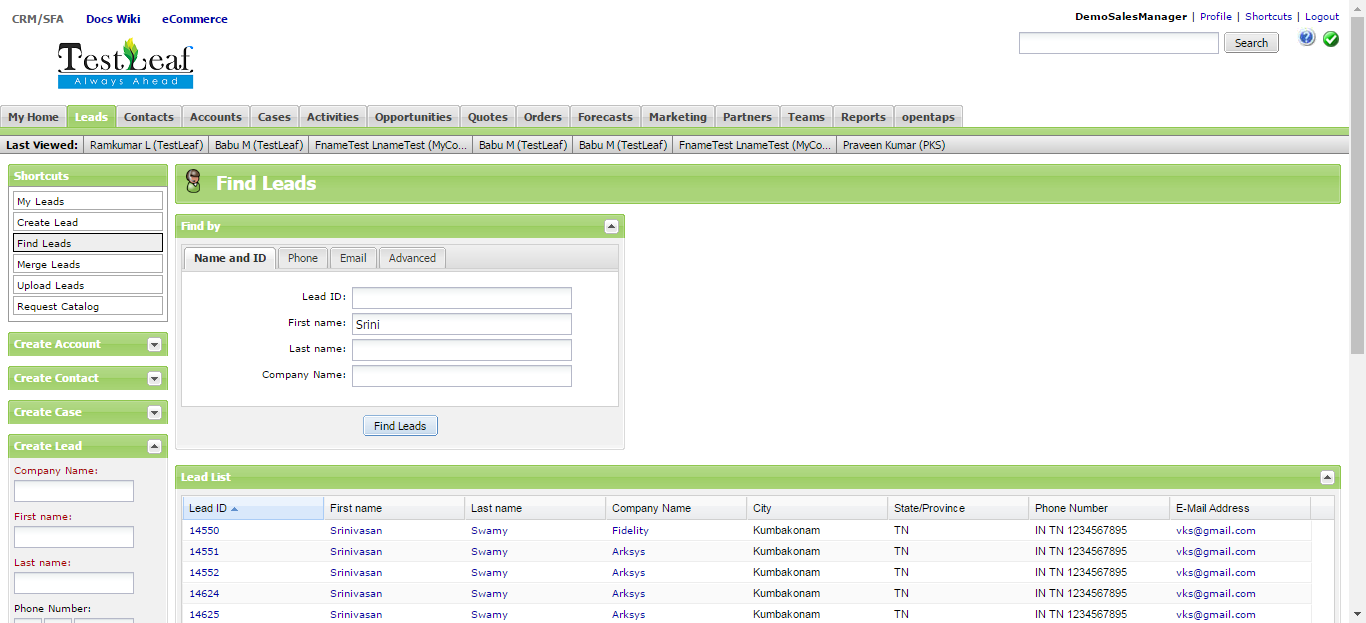 CRM/SFA Docs Wiki eCommerce
DemoSalesManager | Profile | Shortcuts | Logout
Search
TestLeaf
Always Ahead
My Home Leads Contacts Accounts Cases Activities Opportunities Quotes Orders Forecasts Marketing Partners Teams Reports opentaps
Last Viewed: Ramkumar L (TestLeaf) Babu M (TestLeaf) FnameTest LnameTest (MyCo... Babu M (TestLeaf) Babu M (TestLeaf) FnameTest LnameTest (MyCo... Praveen Kumar (PKS)
Shortcuts
My Leads
Create Lead
Find Leads
Merge Leads
Upload Leads
Request Catalog
Create Account
Create Contact
Create Case
Create Lead
Company Name:
First name:
Last name:
Phone Number:
Find Leads
Find by
Name and ID Phone Email Advanced
Lead ID:
First name: Srini
Last name:
Company Name:
Find Leads
Lead List
Lead ID First name Last name Company Name City State/Province Phone Number E-Mail Address
14550 Srinivasan Swamy Fidelity Kumbakonam TN IN TN 1234567895 vks@gmail.com
14551 Srinivasan Swamy Arksys Kumbakonam TN IN TN 1234567895 vks@gmail.com
14552 Srinivasan Swamy Arksys Kumbakonam TN IN TN 1234567895 vks@gmail.com
14624 Srinivasan Swamy Arksys Kumbakonam TN IN TN 1234567895 vks@gmail.com
14625 Srinivasan Swamy Arksys Kumbakonam TN IN TN 1234567895 vks@gmail.com